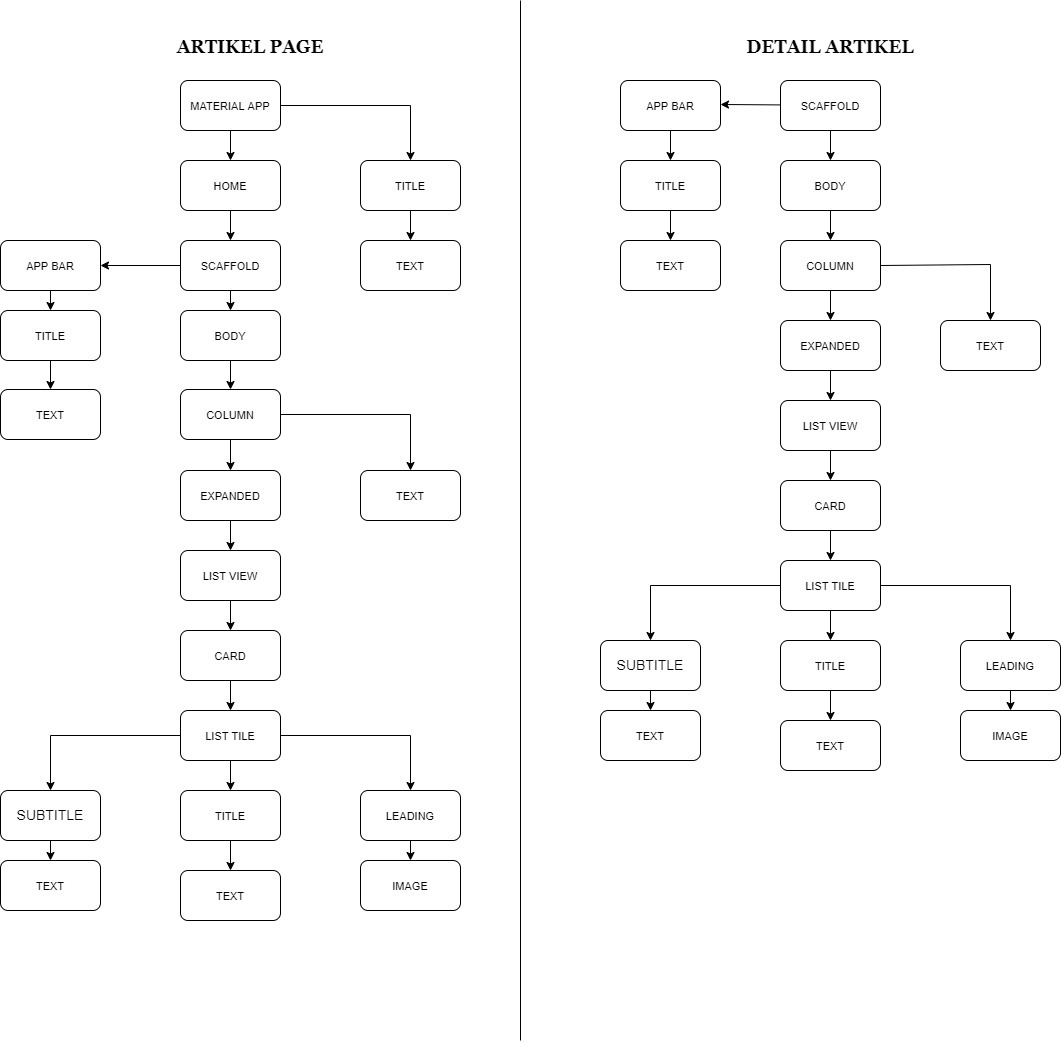 ARTIKEL PAGE
MATERIAL APP
HOME
TITLE
APP BAR
SCAFFOLD
TEXT
TITLE
BODY
TEXT
COLUMN
EXPANDED
TEXT
LIST VIEW
CARD
LIST TILE
SUBTITLE
TITLE
LEADING
TEXT
TEXT
IMAGE
DETAIL ARTIKEL
APP BAR
SCAFFOLD
TITLE
BODY
TEXT
COLUMN
EXPANDED
TEXT
LIST VIEW
CARD
LIST TILE
SUBTITLE
TITLE
LEADING
TEXT
TEXT
IMAGE